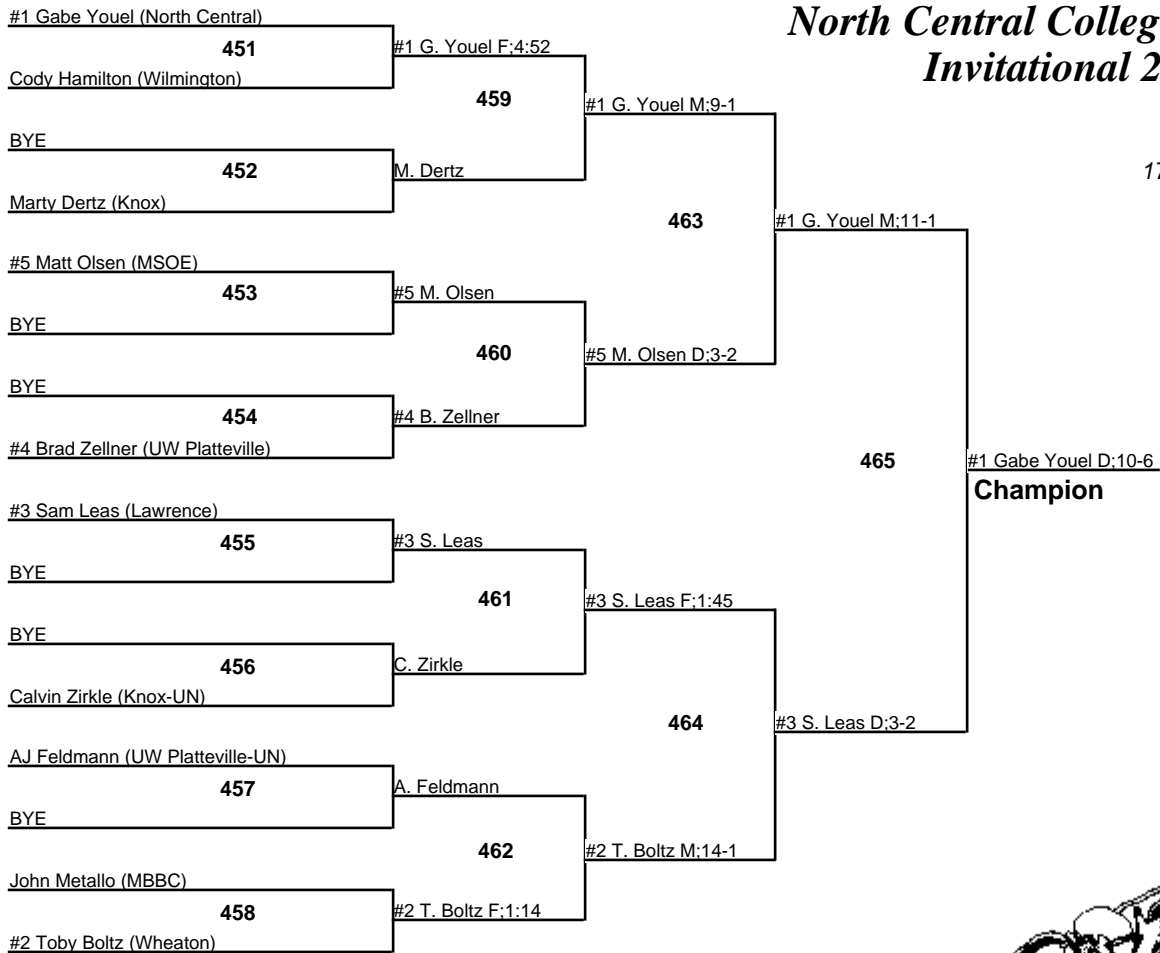 North Central Colleg
Invitational 2
17
#1 Gabe Youel (North Central)
451
Cody Hamilton (Wilmington)
#1 G. Youel F;4:52
459
BYE
452
Marty Dertz (Knox)
M. Dertz
#1 G. Youel M;9-1
463
#5 Matt Olsen (MSOE)
453
BYE
#5 M. Olsen
460
BYE
454
#4 Brad Zellner (UW Platteville)
#4 B. Zellner
#5 M. Olsen D;3-2
#1 G. Youel M;11-1
465
#3 Sam Leas (Lawrence)
455
BYE
#3 S. Leas
461
BYE
456
Calvin Zirkle (Knox-UN)
C. Zirkle
#3 S. Leas F;1:45
464
AJ Feldmann (UW Platteville-UN)
457
BYE
A. Feldmann
462
John Metallo (MBBC)
458
#2 Toby Boltz (Wheaton)
#2 T. Boltz F;1:14
#2 T. Boltz M;14-1
#3 S. Leas D;3-2
#1 Gabe Youel D;10-6
Champion